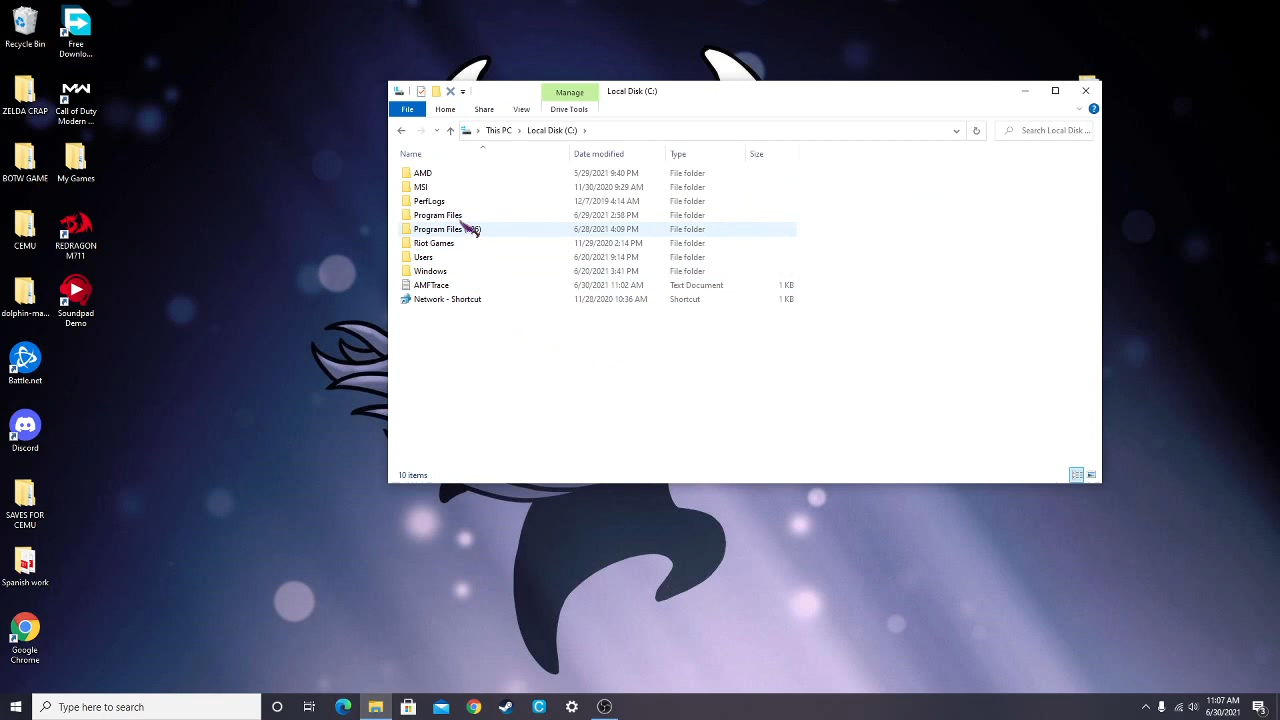 Recycle Bin
Free
Downlo...
ZELDA CRAP
Call of Duty
Modern ...
BOTW GAME
My Games
CEMU
REDRAGON
M711
dolphin-ma...
Soundpad
Demo
Battle.net
Discord
SAVES FOR
CEMU
Spanish work
Google
Chrome
Manage
Local Disk (C:)
File
Home
Share
View
Drive Tools
This PC
Local Disk (C:)
Search Local Disk ...
Name
Date modified
Type
Size
AMD
5/29/2021 9:40 PM
File folder
MSI
11/30/2020 9:29 AM
File folder
PerfLogs
12/7/2019 4:14 AM
File folder
Program Files
6/29/2021 2:58 PM
File folder
Program Files (x86)
6/28/2021 4:09 PM
File folder
Riot Games
11/29/2020 2:14 PM
File folder
Users
6/20/2021 9:14 PM
File folder
Windows
6/20/2021 3:41 PM
File folder
AMFTrace
6/30/2021 11:02 AM
Text Document
1 KB
Network - Shortcut
11/28/2020 10:36 AM
Shortcut
1 KB
10 items
Type here to search
11:07 AM
6/30/2021